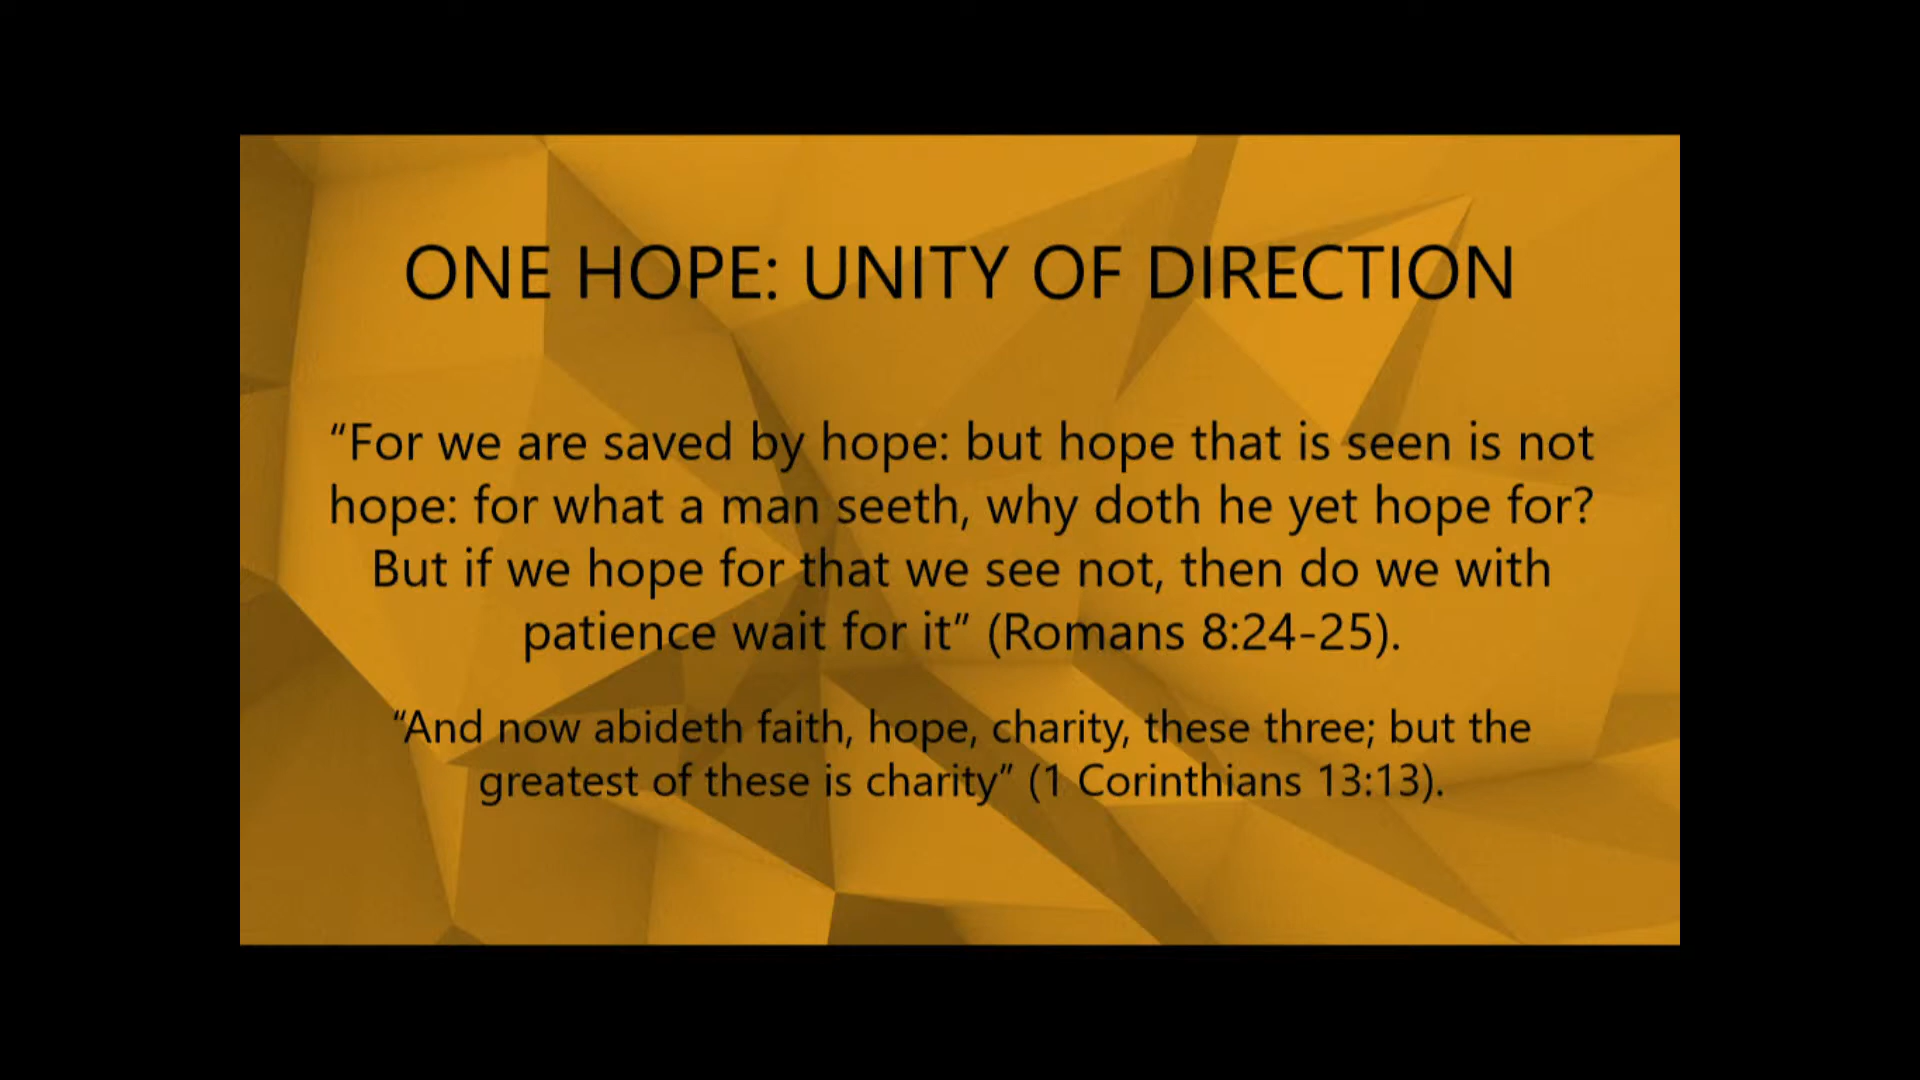 ONE HOPE: UNITY OF DIRECTION
“For we are saved by hope: but hope that is seen is not
hope: for what a man seeth, why doth he yet hope for?
But if we hope for that we see not, then do we with
patience wait for it” (Romans 8:24-25).
“And now abideth faith, hope, charity, these three; but the
greatest of these is charity” (1 Corinthians 13:13).